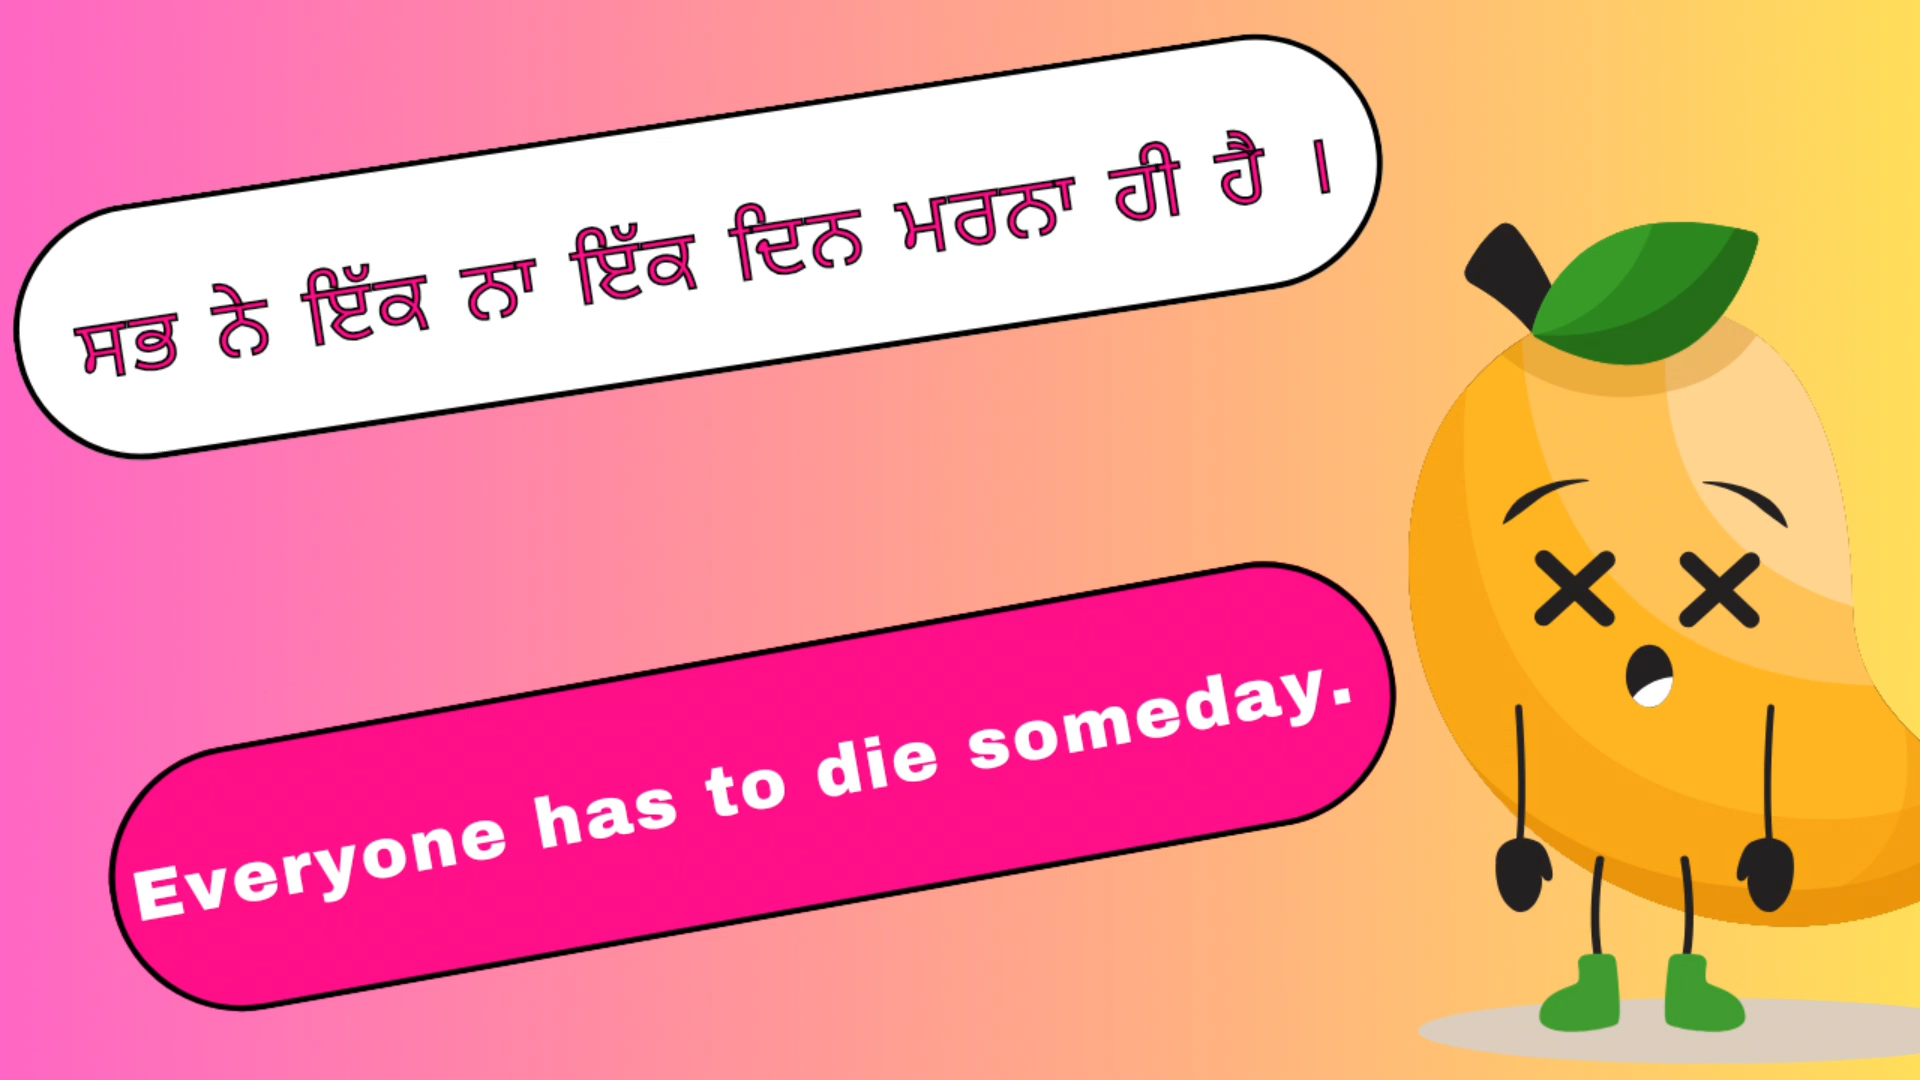 ਸਭ ਨੇ ਇੱਕ ਨਾ ਇੱਕ ਦਿਨ ਮਰਨਾ ਹੀ ਹੈ ।
Everyone has to die someday.